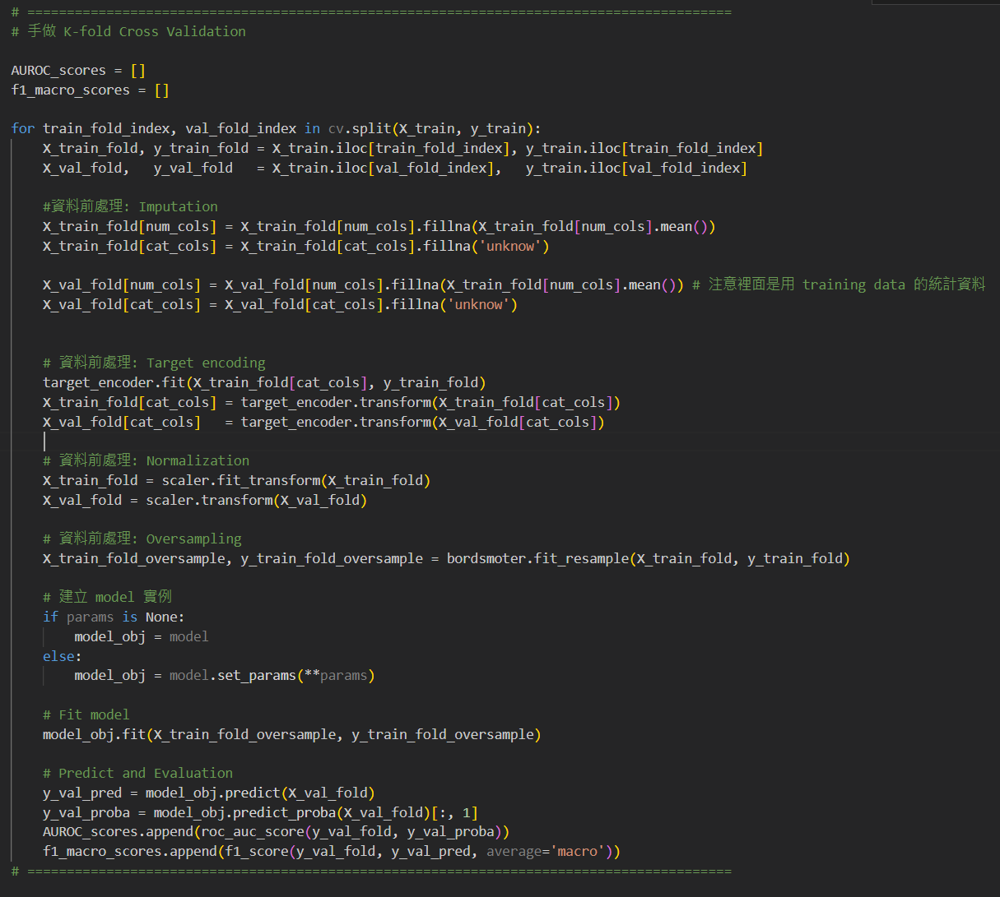 # =========================================================================================
# 手做 K-fold Cross Validation

AUROC_scores = []
f1_macro_scores = []

for train_fold_index, val_fold_index in cv.split(X_train, y_train):
    X_train_fold, y_train_fold = X_train.iloc[train_fold_index], y_train.iloc[train_fold_index]
    X_val_fold,   y_val_fold   = X_train.iloc[val_fold_index],   y_train.iloc[val_fold_index]

    #資料前處理: Imputation
    X_train_fold[num_cols] = X_train_fold[num_cols].fillna(X_train_fold[num_cols].mean())
    X_train_fold[cat_cols] = X_train_fold[cat_cols].fillna('unknow')

    X_val_fold[num_cols] = X_val_fold[num_cols].fillna(X_train_fold[num_cols].mean()) # 注意裡面是用 training data 的統計資料
    X_val_fold[cat_cols] = X_val_fold[cat_cols].fillna('unknow')


    # 資料前處理: Target encoding
    target_encoder.fit(X_train_fold[cat_cols], y_train_fold)
    X_train_fold[cat_cols] = target_encoder.transform(X_train_fold[cat_cols])
    X_val_fold[cat_cols]   = target_encoder.transform(X_val_fold[cat_cols])

    # 資料前處理: Normalization
    X_train_fold = scaler.fit_transform(X_train_fold)
    X_val_fold = scaler.transform(X_val_fold)

    # 資料前處理: Oversampling
    X_train_fold_oversample, y_train_fold_oversample = bordsmoter.fit_resample(X_train_fold, y_train_fold)

    # 建立 model 實例
    if params is None:
        model_obj = model
    else:
        model_obj = model.set_params(**params)

    # Fit model
    model_obj.fit(X_train_fold_oversample, y_train_fold_oversample)

    # Predict and Evaluation
    y_val_pred = model_obj.predict(X_val_fold)
    y_val_proba = model_obj.predict_proba(X_val_fold)[:, 1]
    AUROC_scores.append(roc_auc_score(y_val_fold, y_val_proba))
    f1_macro_scores.append(f1_score(y_val_fold, y_val_pred, average='macro'))
# =========================================================================================